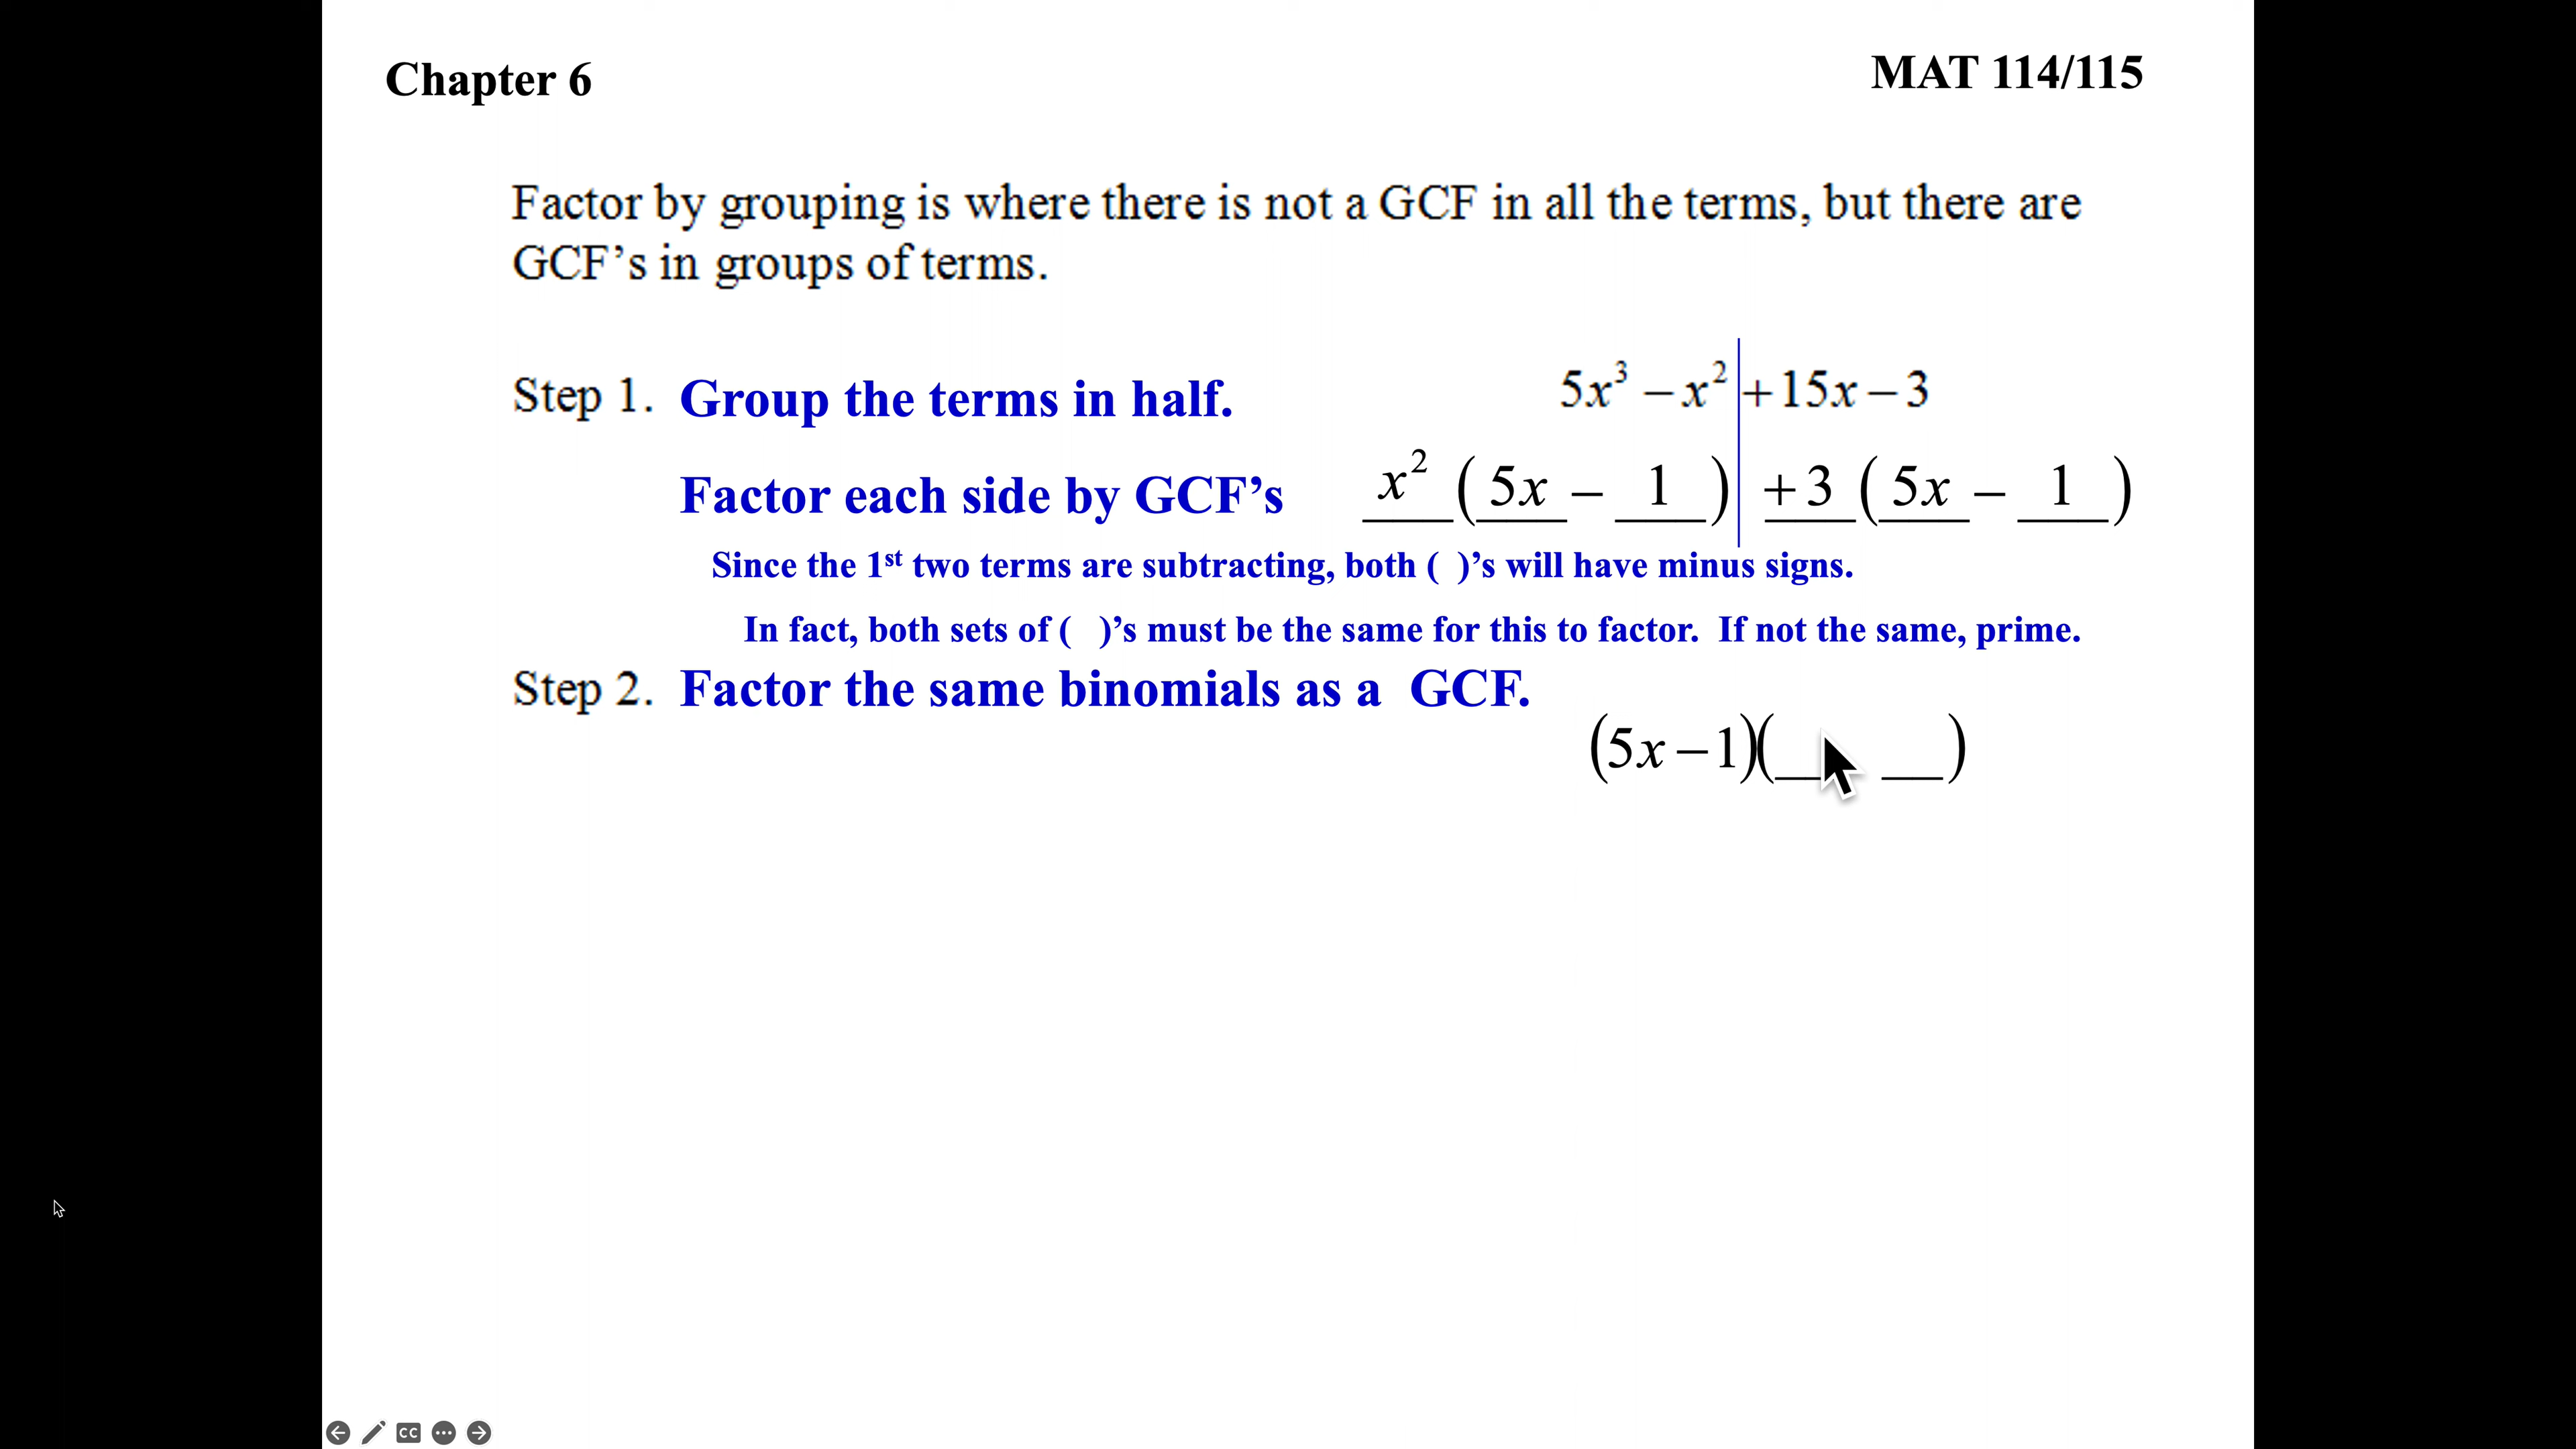 Chapter 6
MAT 114/115
Factor by grouping is where there is not a GCF in all the terms, but there are
GCF’s in groups of terms.
Step 1. Group the terms in half.
5x³ – x² + 15x – 3
Factor each side by GCF’s
x² ( 5x – 1 ) + 3 ( 5x – 1 )
Since the 1st two terms are subtracting, both ( )’s will have minus signs.
In fact, both sets of ( )’s must be the same for this to factor. If not the same, prime.
Step 2. Factor the same binomials as a GCF.
(5x – 1)(__ __)
CC